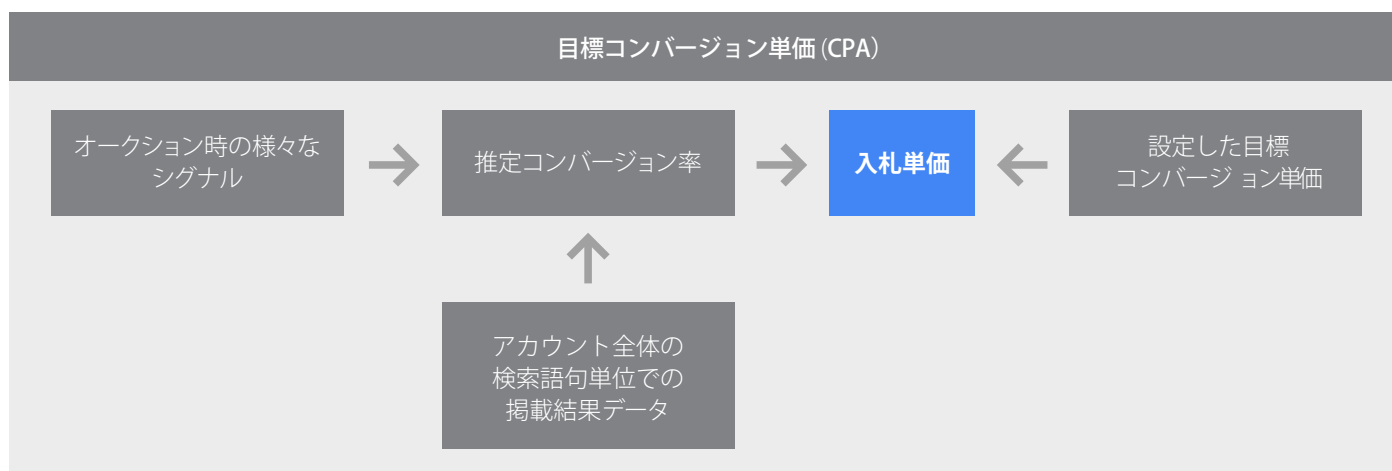 目標コンバージョン単価(CPA)
オークション時の様々な
シグナル
推定コンバージョン率
入札単価
設定した目標
コンバージョン単価
アカウント全体の
検索語句単位での
掲載結果データ